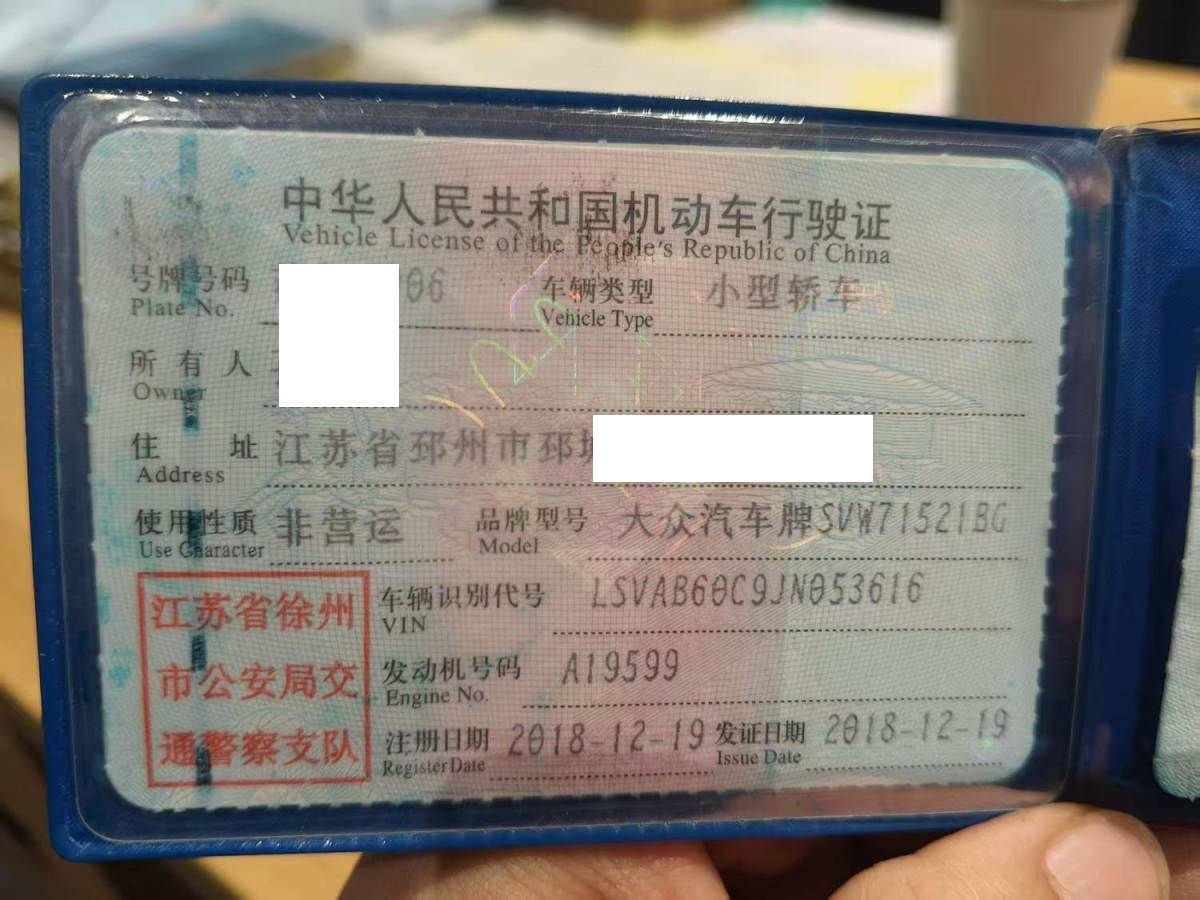 中华人民共和国机动车行驶证
Vehicle License of the People's Republic of China
号牌号码 06 车辆类型 小型轿车
Plate No. Vehicle Type
所有人
Owner
住址 江苏省邳州市邳城
Address
使用性质 非营运 品牌型号 大众汽车牌SVW71521BG
Use Character Model
江苏省徐州
市公安局交
通警察支队
车辆识别代号 LSVAB60C9JN053616
VIN
发动机号码 A19599
Engine No.
注册日期 2018-12-19 发证日期 2018-12-19
Register Date Issue Date